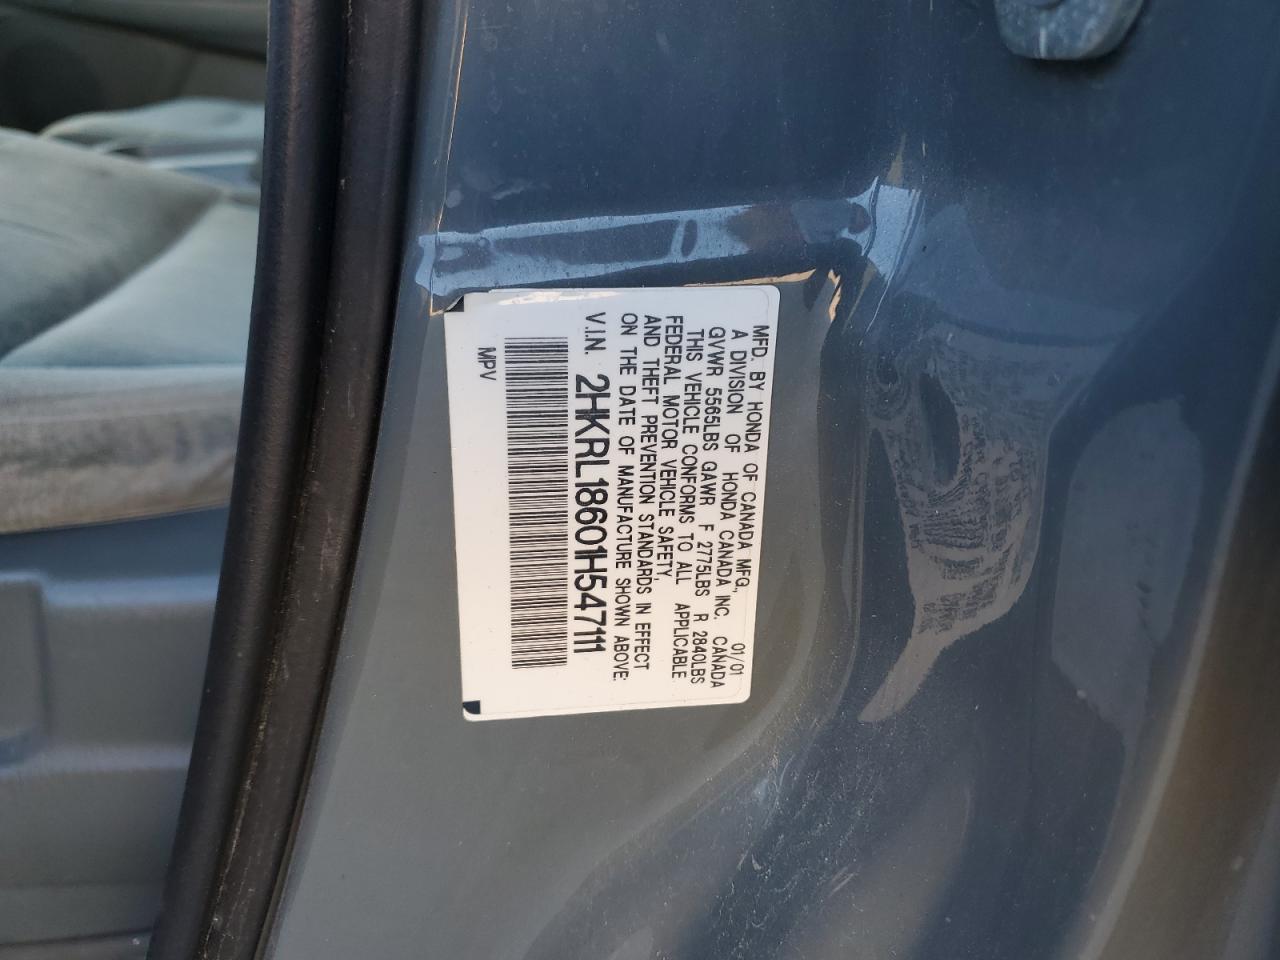 MFD. BY HONDA OF CANADA MFG., 01/01
A DIVISION OF HONDA CANADA INC. CANADA
GVWR 5565LBS GAWR F 2775LBS R 2840LBS
THIS VEHICLE CONFORMS TO ALL APPLICABLE
FEDERAL MOTOR VEHICLE SAFETY,
AND THEFT PREVENTION STANDARDS IN EFFECT
ON THE DATE OF MANUFACTURE SHOWN ABOVE:
V.I.N. 2HKRL18601H547111
MPV